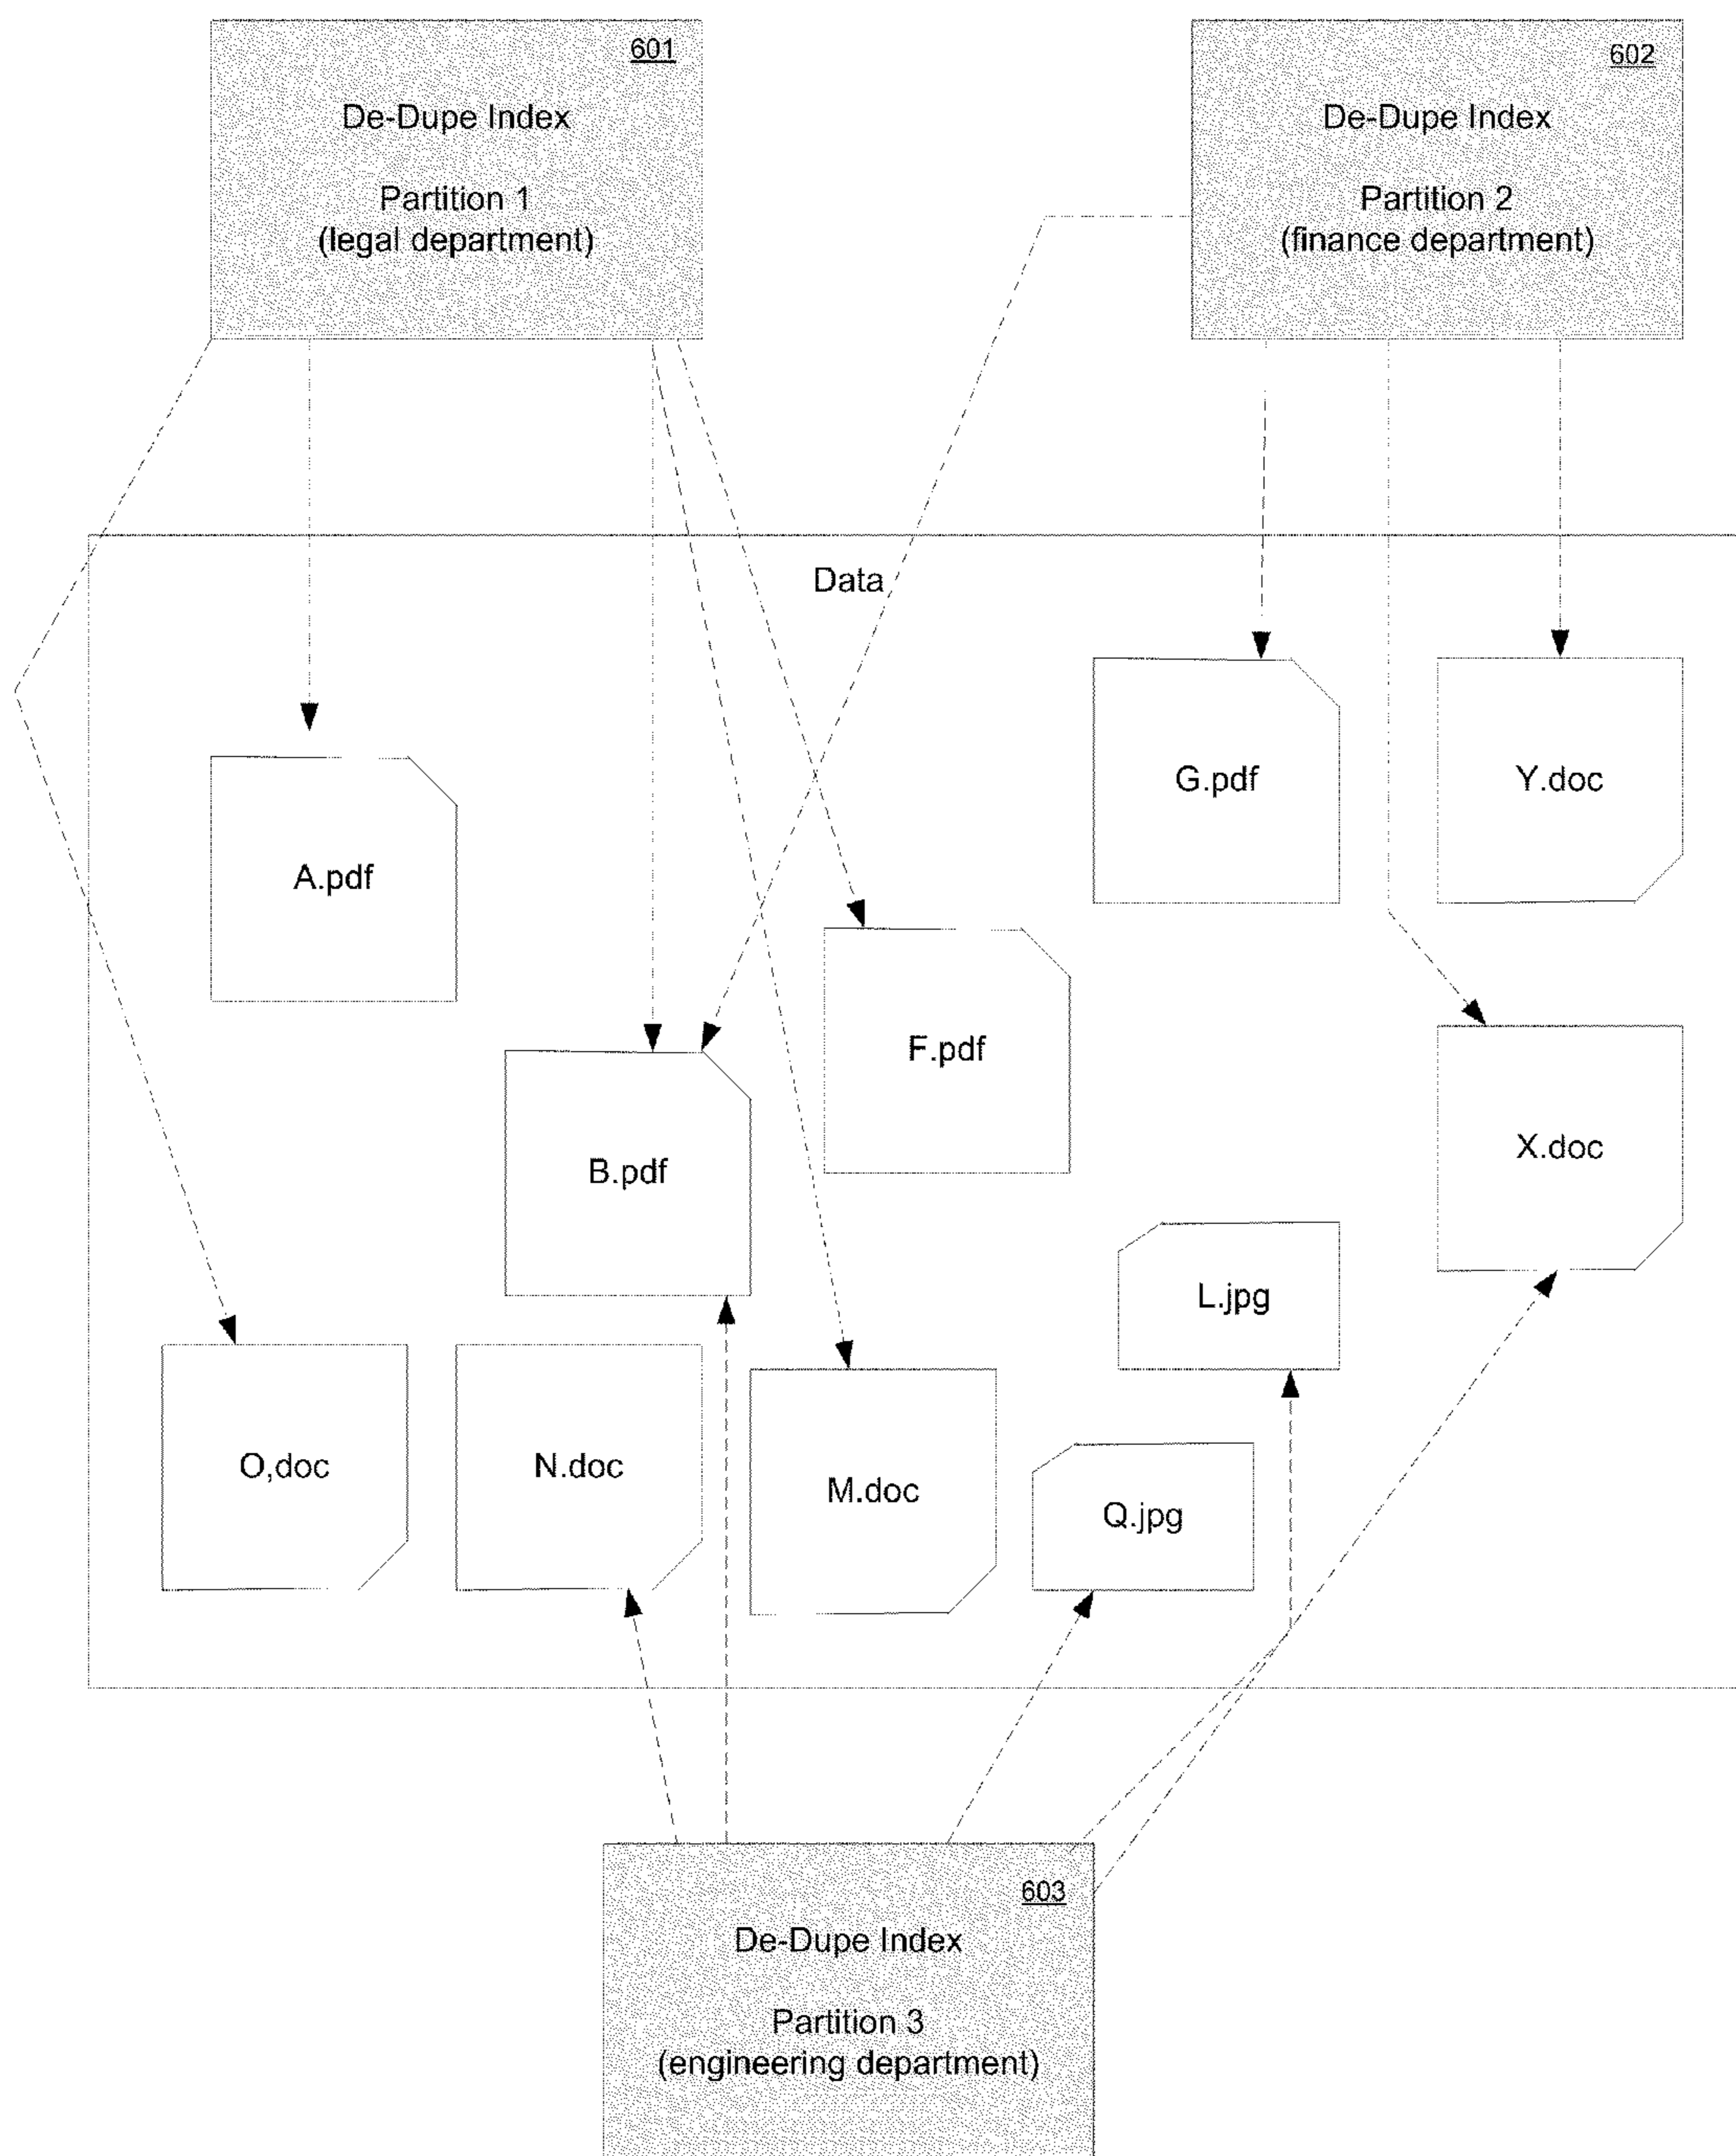 601
De-Dupe Index
Partition 1
(legal department)
602
De-Dupe Index
Partition 2
(finance department)
Data
G.pdf
Y.doc
A.pdf
F.pdf
B.pdf
X.doc
L.jpg
O,doc
N.doc
M.doc
Q.jpg
603
De-Dupe Index
Partition 3
(engineering department)